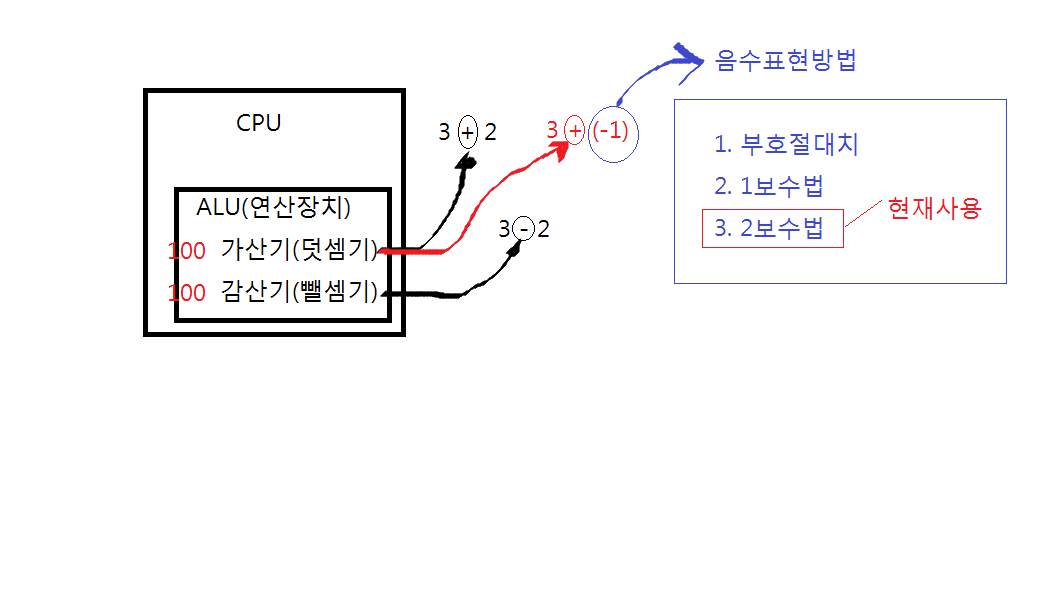 CPU
ALU(연산장치)
100 가산기(덧셈기)
100 감산기(뺄셈기)
3 + 2
3 + (-1)
3 - 2
음수표현방법
1. 부호절대치
2. 1보수법
3. 2보수법
현재사용